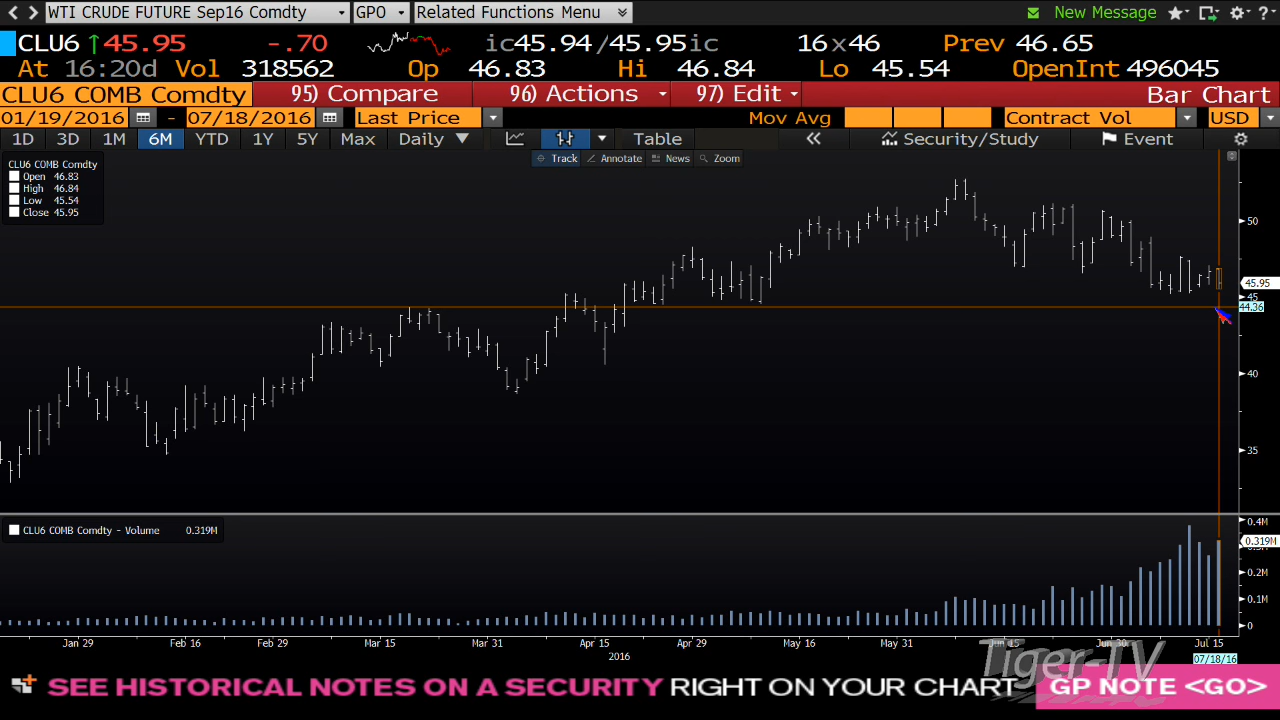 WTI CRUDE FUTURE Sep16 Comdty GPO Related Functions Menu New Message
CLU6 ↑45.95 -.70 ic45.94/45.95ic 16x46 Prev 46.65
At 16:20d Vol 318562 Op 46.83 Hi 46.84 Lo 45.54 OpenInt 496045
CLU6 COMB Comdty 95) Compare 96) Actions 97) Edit Bar Chart
01/19/2016 - 07/18/2016 Last Price Mov Avg Contract Vol USD
1D 3D 1M 6M YTD 1Y 5Y Max Daily ▼ Table « Security/Study Event
Track Annotate News Zoom
CLU6 COMB Comdty
Open 46.83
High 46.84
Low 45.54
Close 45.95
50
45.95
45
44.36
40
35
CLU6 COMB Comdty - Volume 0.319M
0.4M
0.319M
0.2M
0.1M
0
Jan 29 Feb 16 Feb 29 Mar 15 Mar 31 Apr 15 Apr 29 May 16 May 31 Jun 15 Jun 30 Jul 15
2016
07/18/16
Tiger-TV
SEE HISTORICAL NOTES ON A SECURITY RIGHT ON YOUR CHART GP NOTE <GO>